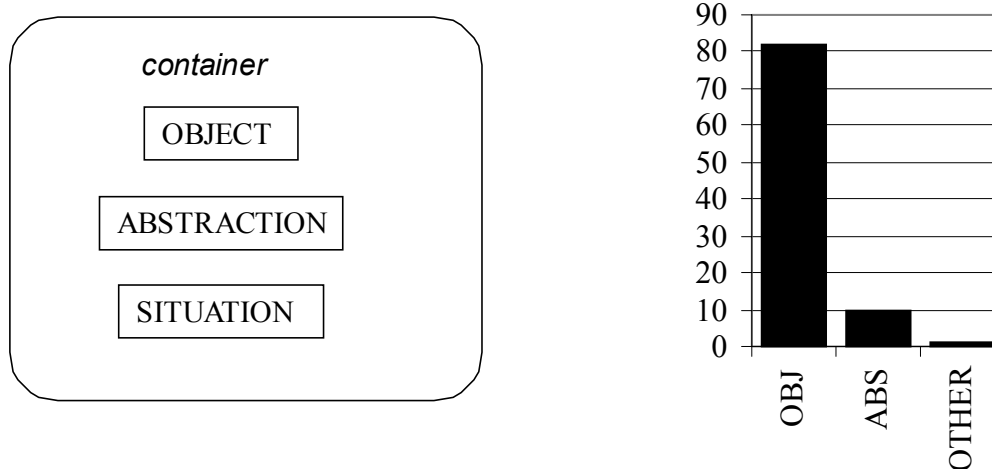 container
OBJECT
ABSTRACTION
SITUATION
90
80
70
60
50
40
30
20
10
0
OBJ
ABS
OTHER